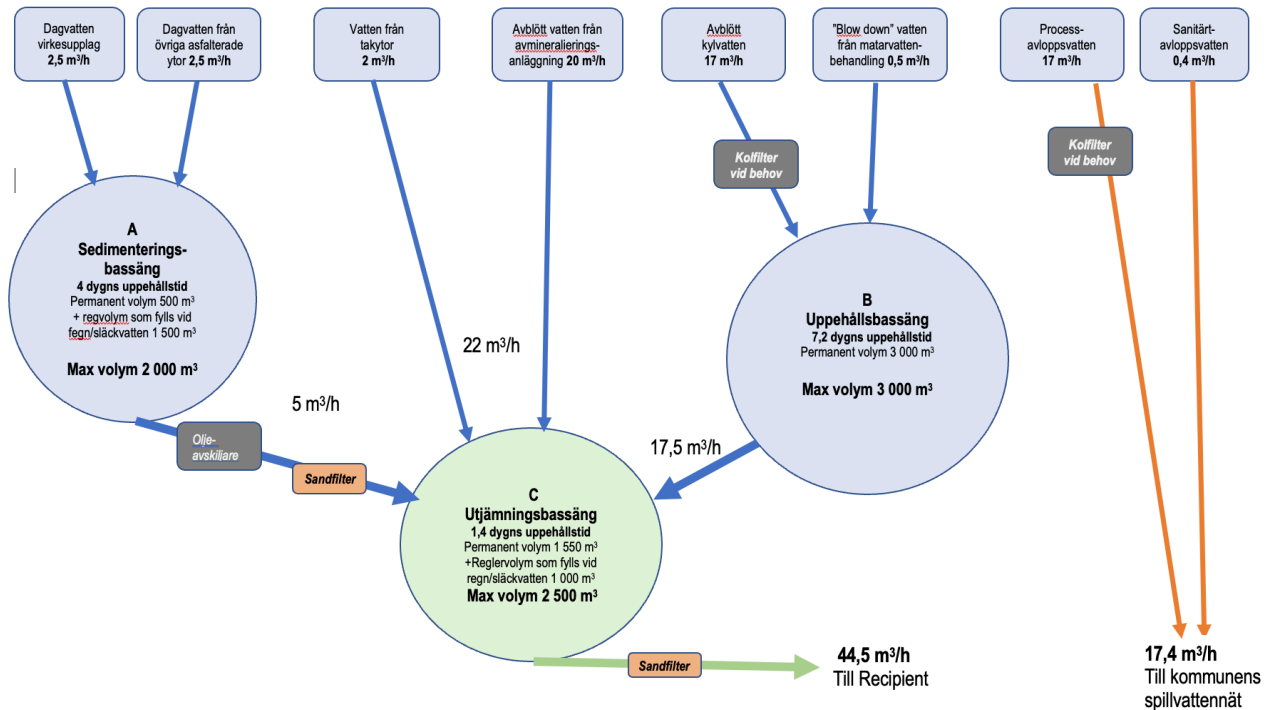 Dagvatten
virkesupplag
2,5 m³/h
Dagvatten från
övriga asfalterade
ytor 2,5 m³/h
Vatten från
takytor
2 m³/h
Avblött vatten från
avmineralierings-
anläggning 20 m³/h
Avblött
kylvatten
17 m³/h
"Blow down" vatten
från matarvatten-
behandling 0,5 m³/h
Process-
avloppsvatten
17 m³/h
Sanitärt-
avloppsvatten
0,4 m³/h
Kolfilter
vid behov
Kolfilter
vid behov
A
Sedimenterings-
bassäng
4 dygns uppehållstid
Permanent volym 500 m³
+ regvolym som fylls vid
fegn/släckvatten 1 500 m³
Max volym 2 000 m³
B
Uppehållsbassäng
7,2 dygns uppehållstid
Permanent volym 3 000 m³
Max volym 3 000 m³
22 m³/h
5 m³/h
17,5 m³/h
Olje-
avskiljare
Sandfilter
C
Utjämningsbassäng
1,4 dygns uppehållstid
Permanent volym 1 550 m³
+Reglervolym som fylls vid
regn/släckvatten 1 000 m³
Max volym 2 500 m³
Sandfilter
44,5 m³/h
Till Recipient
17,4 m³/h
Till kommunens
spillvattennät